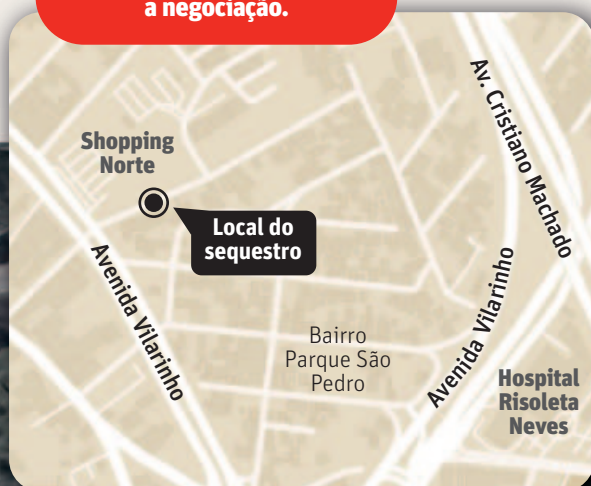 a negociação.
Av. Cristiano Machado
Shopping
Norte
Local do
sequestro
Avenida Vilarinho
Avenida Vilarinho
Bairro
Parque São
Pedro
Hospital
Risoleta
Neves